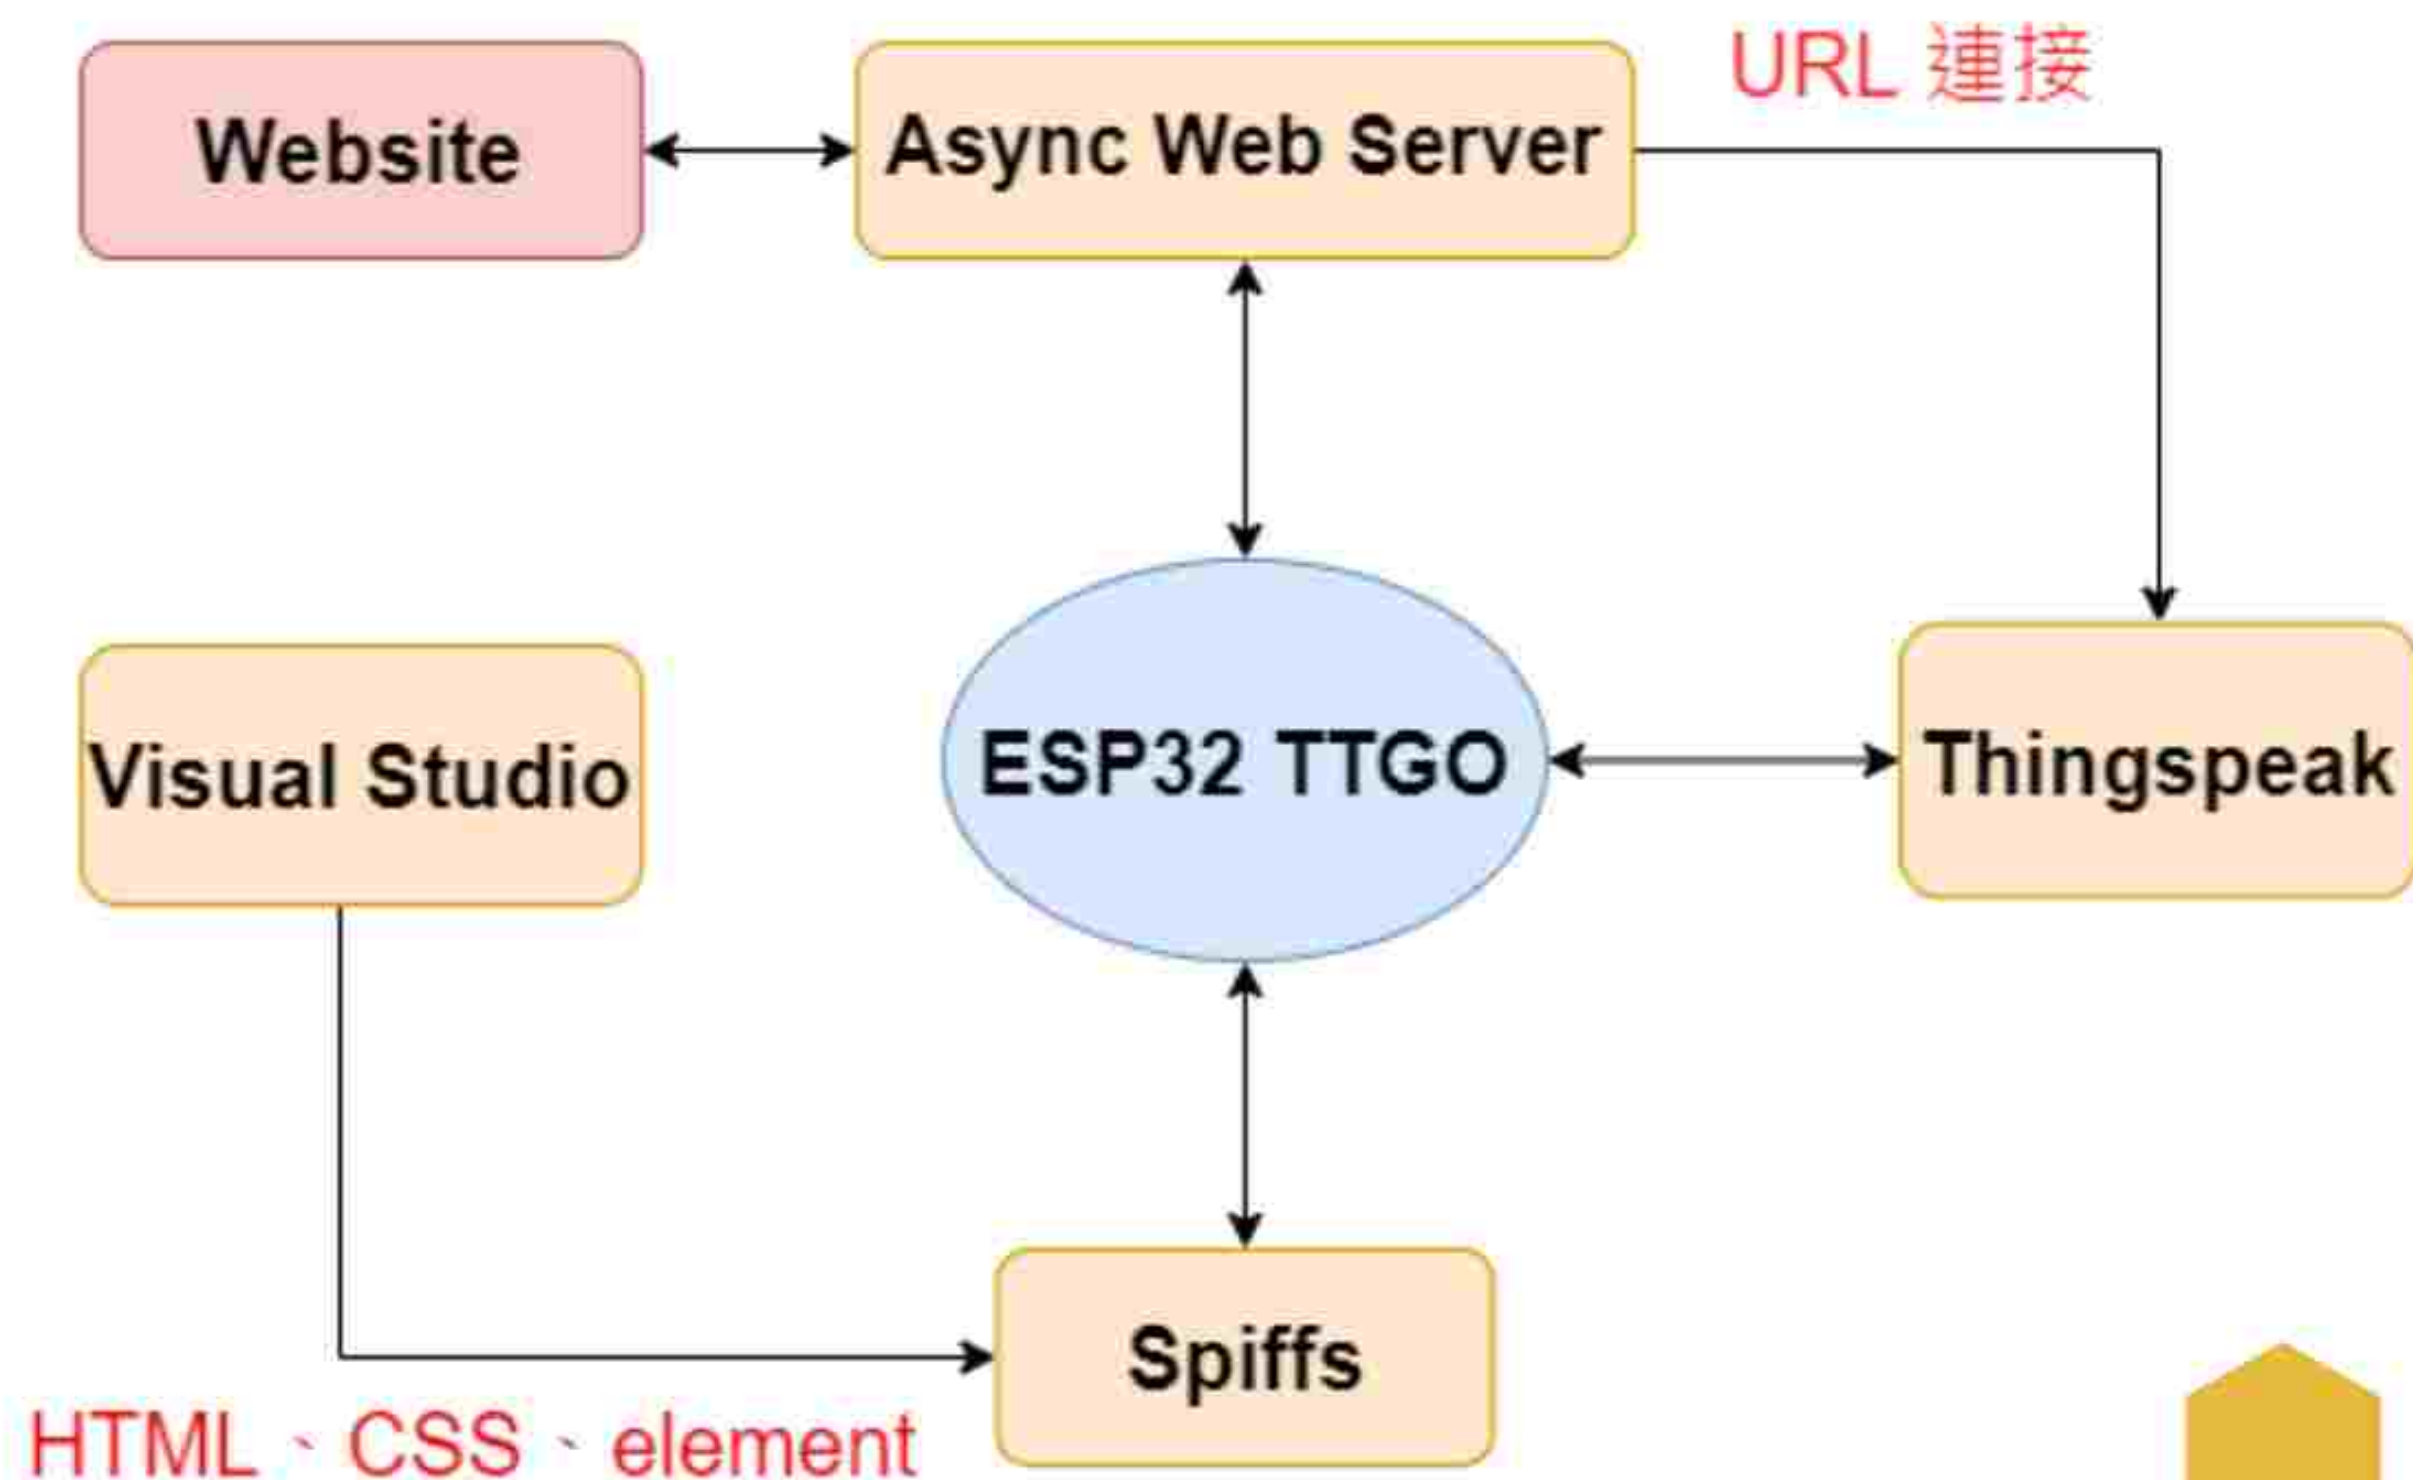 URL 連接
Website
Async Web Server
Visual Studio
ESP32 TTGO
Thingspeak
Spiffs
HTML、CSS、element